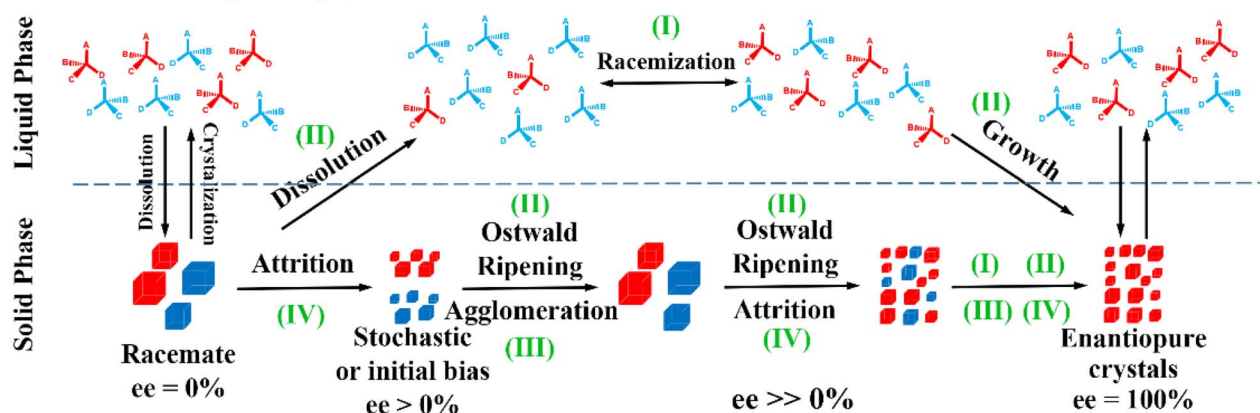 Liquid Phase
Solid Phase
(I)
Racemization
Dissolution
Crystalization
(II)
Dissolution
(II)
Growth
Attrition
(IV)
(II)
Ostwald
Ripening
Agglomeration
(III)
(II)
Ostwald
Ripening
Attrition
(IV)
(I) (II)
(III) (IV)
Racemate
ee = 0%
Stochastic
or initial bias
ee > 0%
ee >> 0%
Enantiopure
crystals
ee = 100%